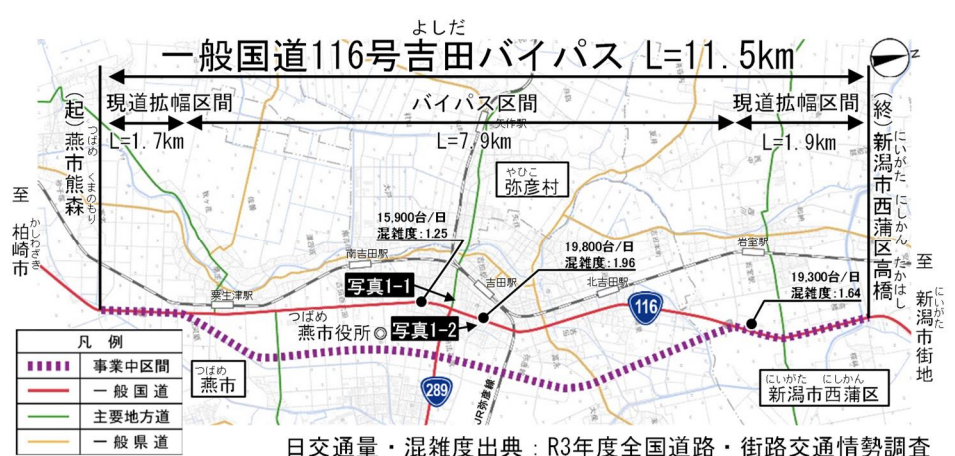 よしだ
一般国道116号吉田バイパス L=11.5km
N
現道拡幅区間
バイパス区間
現道拡幅区間
L=1.7km
L=7.9km
L=1.9km
矢作駅
(起)燕市熊森
つばめ くまのもり
(終)新潟市西蒲区高橋
にいがた にしかん たかはし
至 柏崎市
かしわざき
至 新潟市街地
にいがた
やひこ
弥彦村
15,900台/日
混雑度:1.25
19,800台/日
混雑度:1.96
19,300台/日
混雑度:1.64
南吉田駅
粟生津駅
吉田駅
北吉田駅
岩室駅
写真1-1
写真1-2
つばめ
燕市役所◎
116
289
JR弥彦線
つばめ
燕市
にいがた にしかん
新潟市西蒲区
凡 例
事業中区間
一般国道
主要地方道
一般県道
日交通量・混雑度出典:R3年度全国道路・街路交通情勢調査